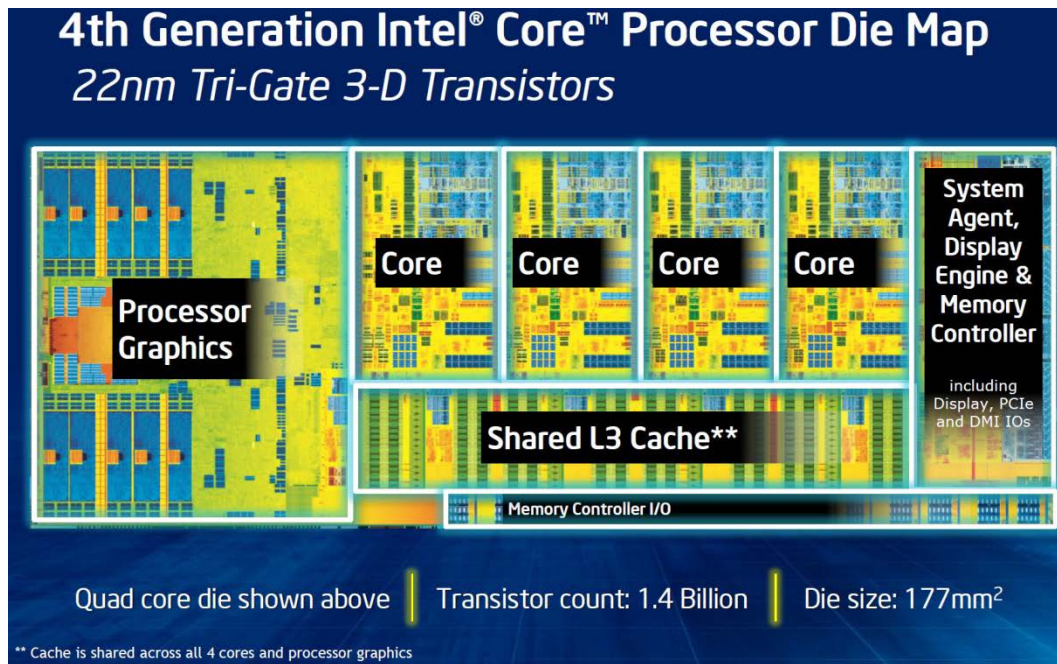 4th Generation Intel® Core™ Processor Die Map
22nm Tri-Gate 3-D Transistors
Processor
Graphics
Core
Core
Core
Core
System
Agent,
Display
Engine &
Memory
Controller
including
Display, PCIe
and DMI IOs
Shared L3 Cache**
Memory Controller I/O
Quad core die shown above
Transistor count: 1.4 Billion
Die size: 177mm²
** Cache is shared across all 4 cores and processor graphics